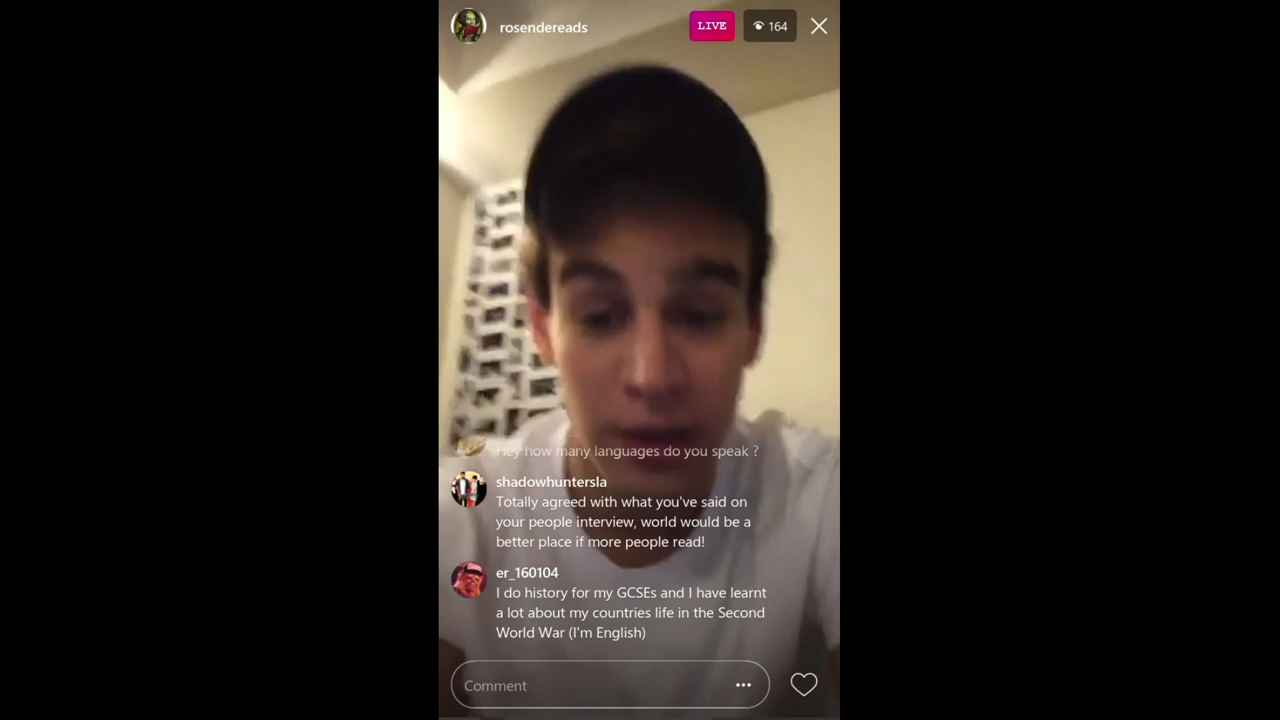 rosendereads
LIVE
164
Hey how many languages do you speak ?
shadowhuntersla
Totally agreed with what you've said on
your people interview, world would be a
better place if more people read!
er_160104
I do history for my GCSEs and I have learnt
a lot about my countries life in the Second
World War (I'm English)
Comment